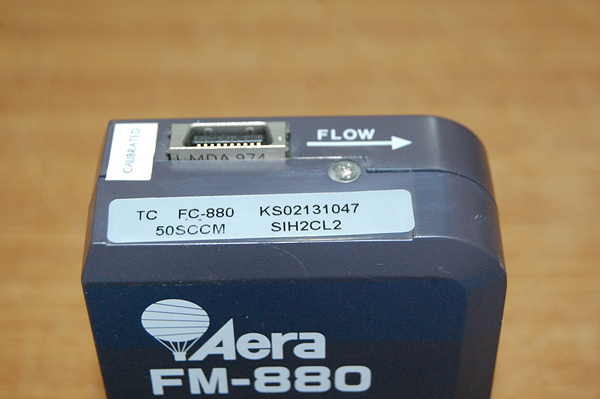 CALIBRATED
FLOW
TC FC-880 KS02131047
50SCCM SIH2CL2
Aera
FM-880